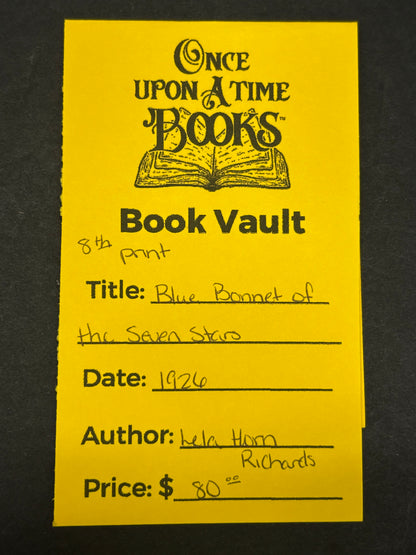 ONCE
UPON A TIME
BOOKS™
Book Vault
8th
print
Title: Blue Bonnet of
the Seven Stars
Date: 1926
Author: Lela Horn
Richards
Price: $ 80 00